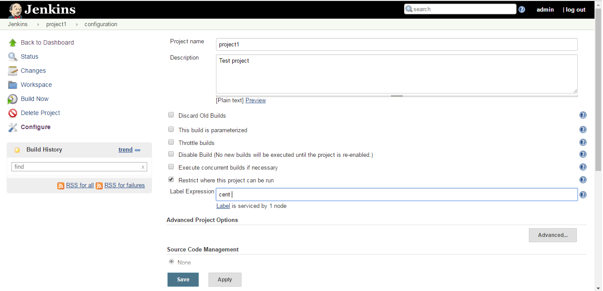 Jenkins
search
admin
| log out
Jenkins
project1
configuration
Back to Dashboard
Status
Changes
Workspace
Build Now
Delete Project
Configure
Build History
trend
find
x
RSS for all
RSS for failures
Project name
project1
Description
Test project
[Plain text] Preview
Discard Old Builds
This build is parameterized
Throttle builds
Disable Build (No new builds will be executed until the project is re-enabled.)
Execute concurrent builds if necessary
Restrict where this project can be run
Label Expression
cent
Label is serviced by 1 node
Advanced Project Options
Advanced...
Source Code Management
None
Save
Apply